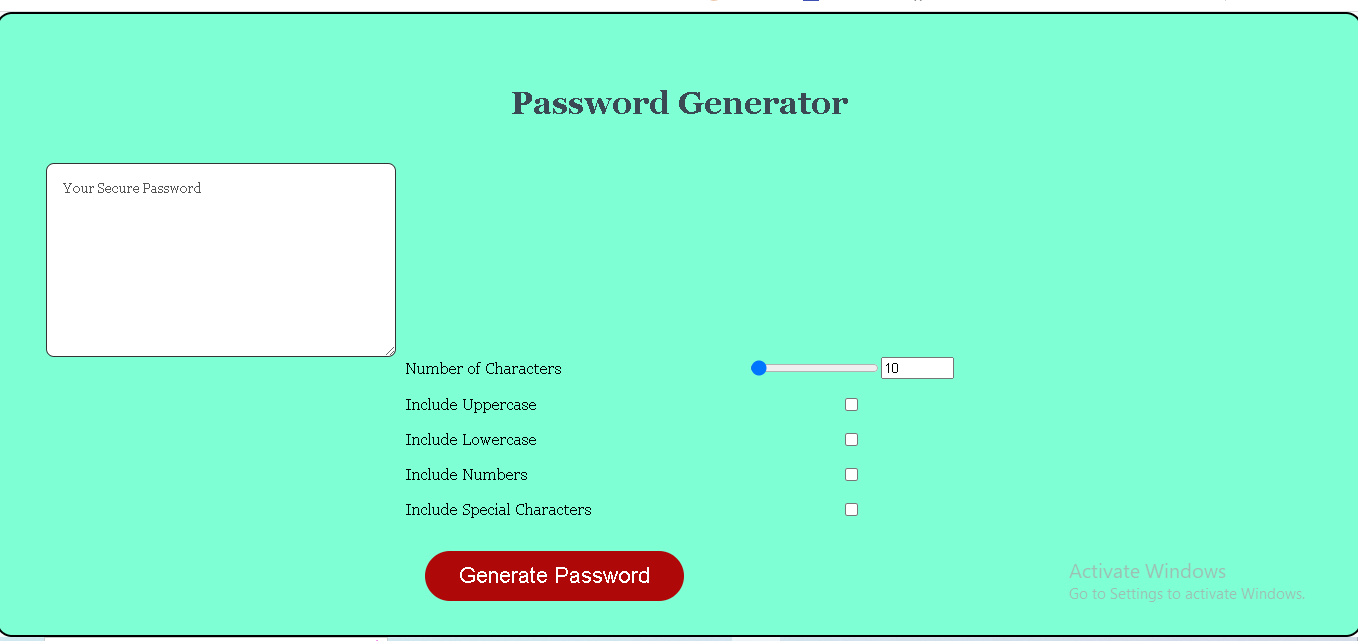 Password Generator
Your Secure Password
Number of Characters
10
Include Uppercase
Include Lowercase
Include Numbers
Include Special Characters
Generate Password
Activate Windows
Go to Settings to activate Windows.